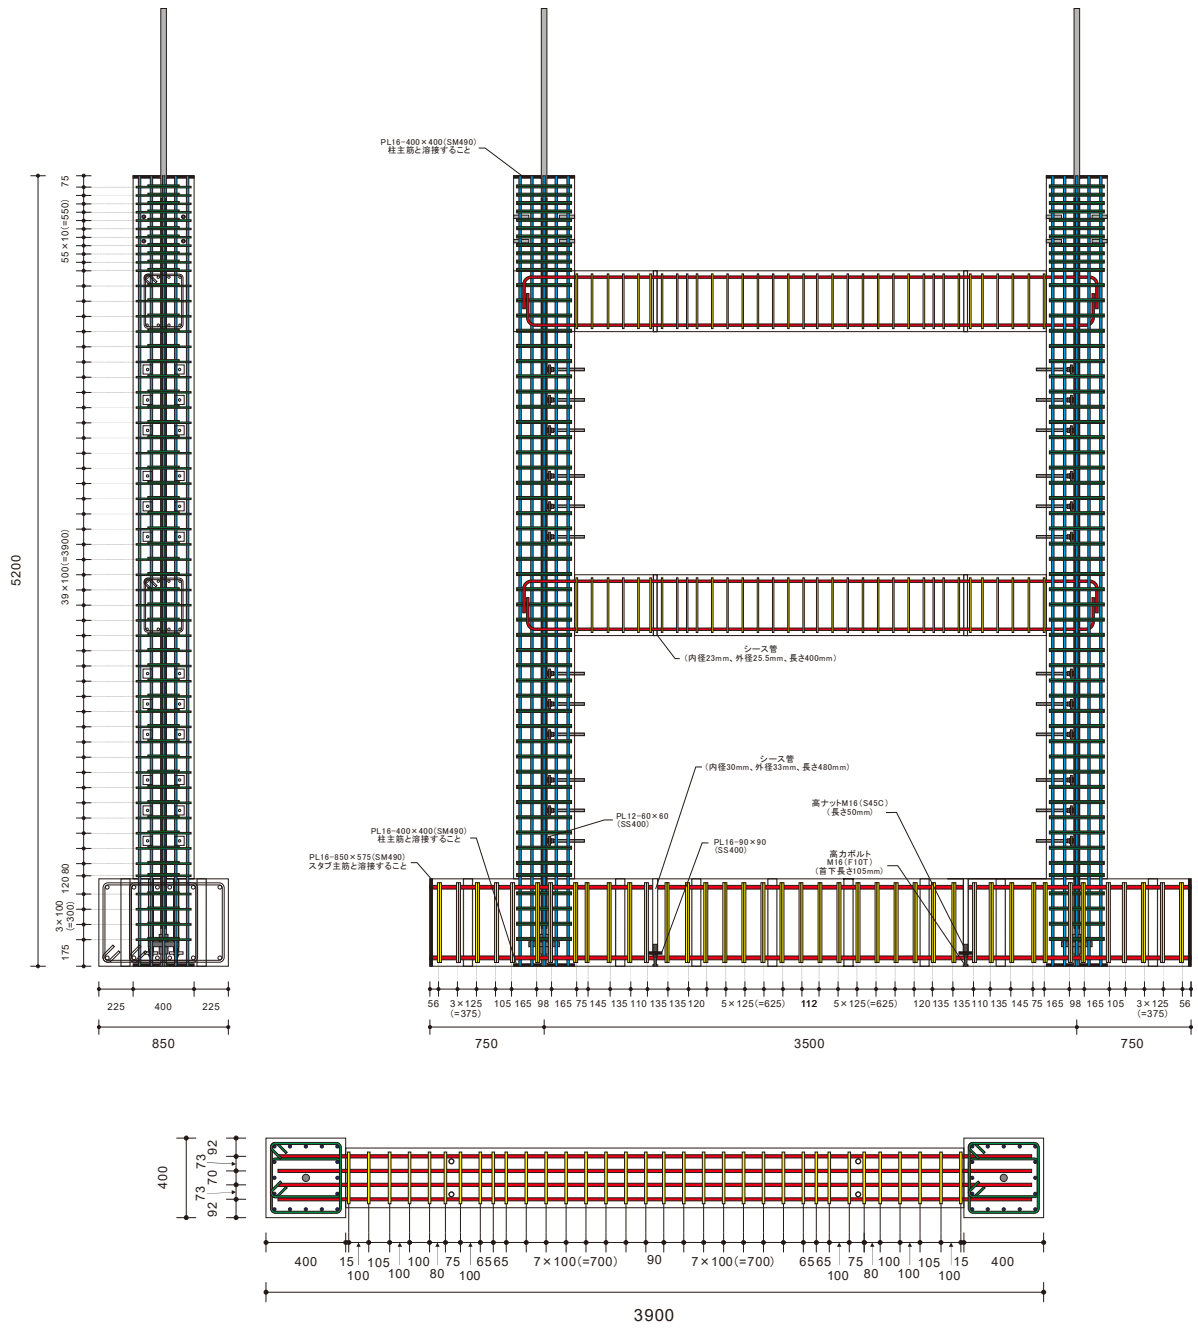 PL16-400×400(SM490)
柱主筋と溶接すること
75
55×10(=550)
39×100(=3900)
5200
120 80
3×100
(=300)
175
シース管
(内径23mm、外径25.5mm、長さ400mm)
シース管
(内径30mm、外径33mm、長さ480mm)
高ナットM16(S45C)
(長さ50mm)
PL12-60×60
(SS400)
PL16-400×400(SM490)
柱主筋と溶接すること
PL16-90×90
(SS400)
高力ボルト
M16(F10T)
(首下長さ105mm)
PL16-850×575(SM490)
スタブ主筋と溶接すること
225 400 225
850
56 3×125 105 165 98 165 75 145 135 110 135 135 120 5×125(=625) 112 5×125(=625) 120 135 135 110 135 145 75 165 98 165 105 3×125 56
(=375) (=375)
750 3500 750
400
92
73
70
73
92
400 15 105 100 75 65 65 7×100(=700) 90 7×100(=700) 65 65 75 100 105 15 400
100 100 80 100 100 80 100 100
3900